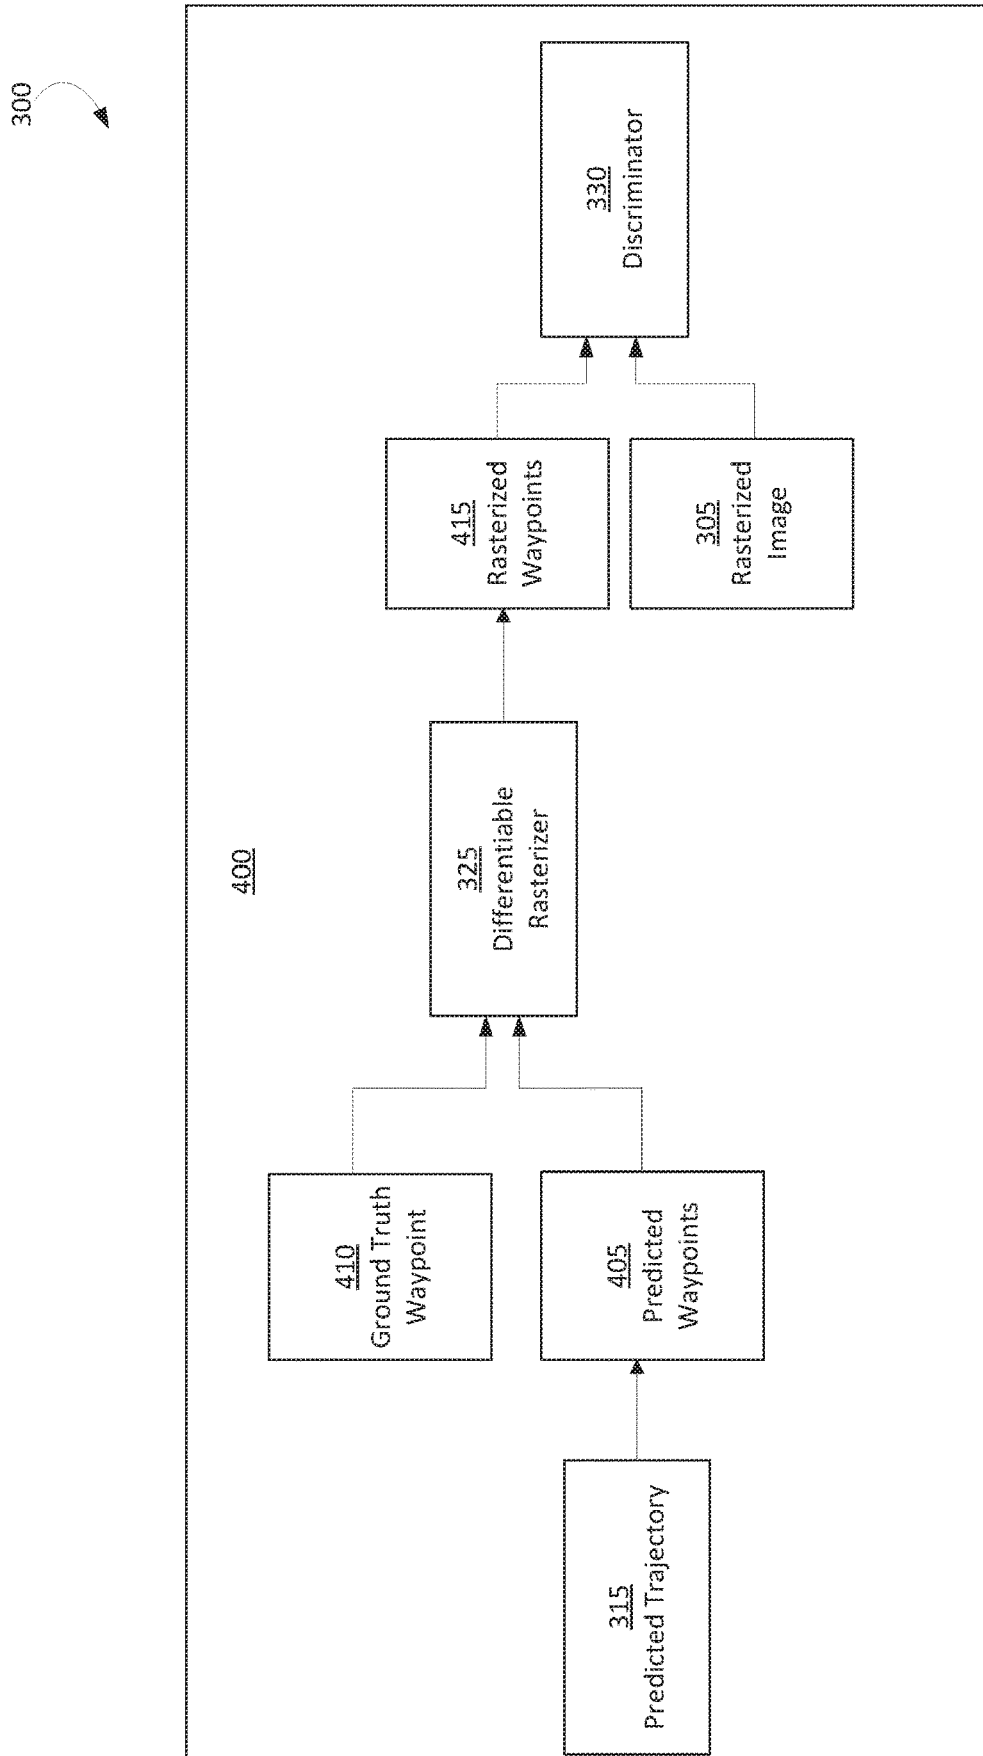 300
400
315
Predicted Trajectory
410
Ground Truth
Waypoint
405
Predicted
Waypoints
325
Differentiable
Rasterizer
415
Rasterized
Waypoints
305
Rasterized
Image
330
Discriminator